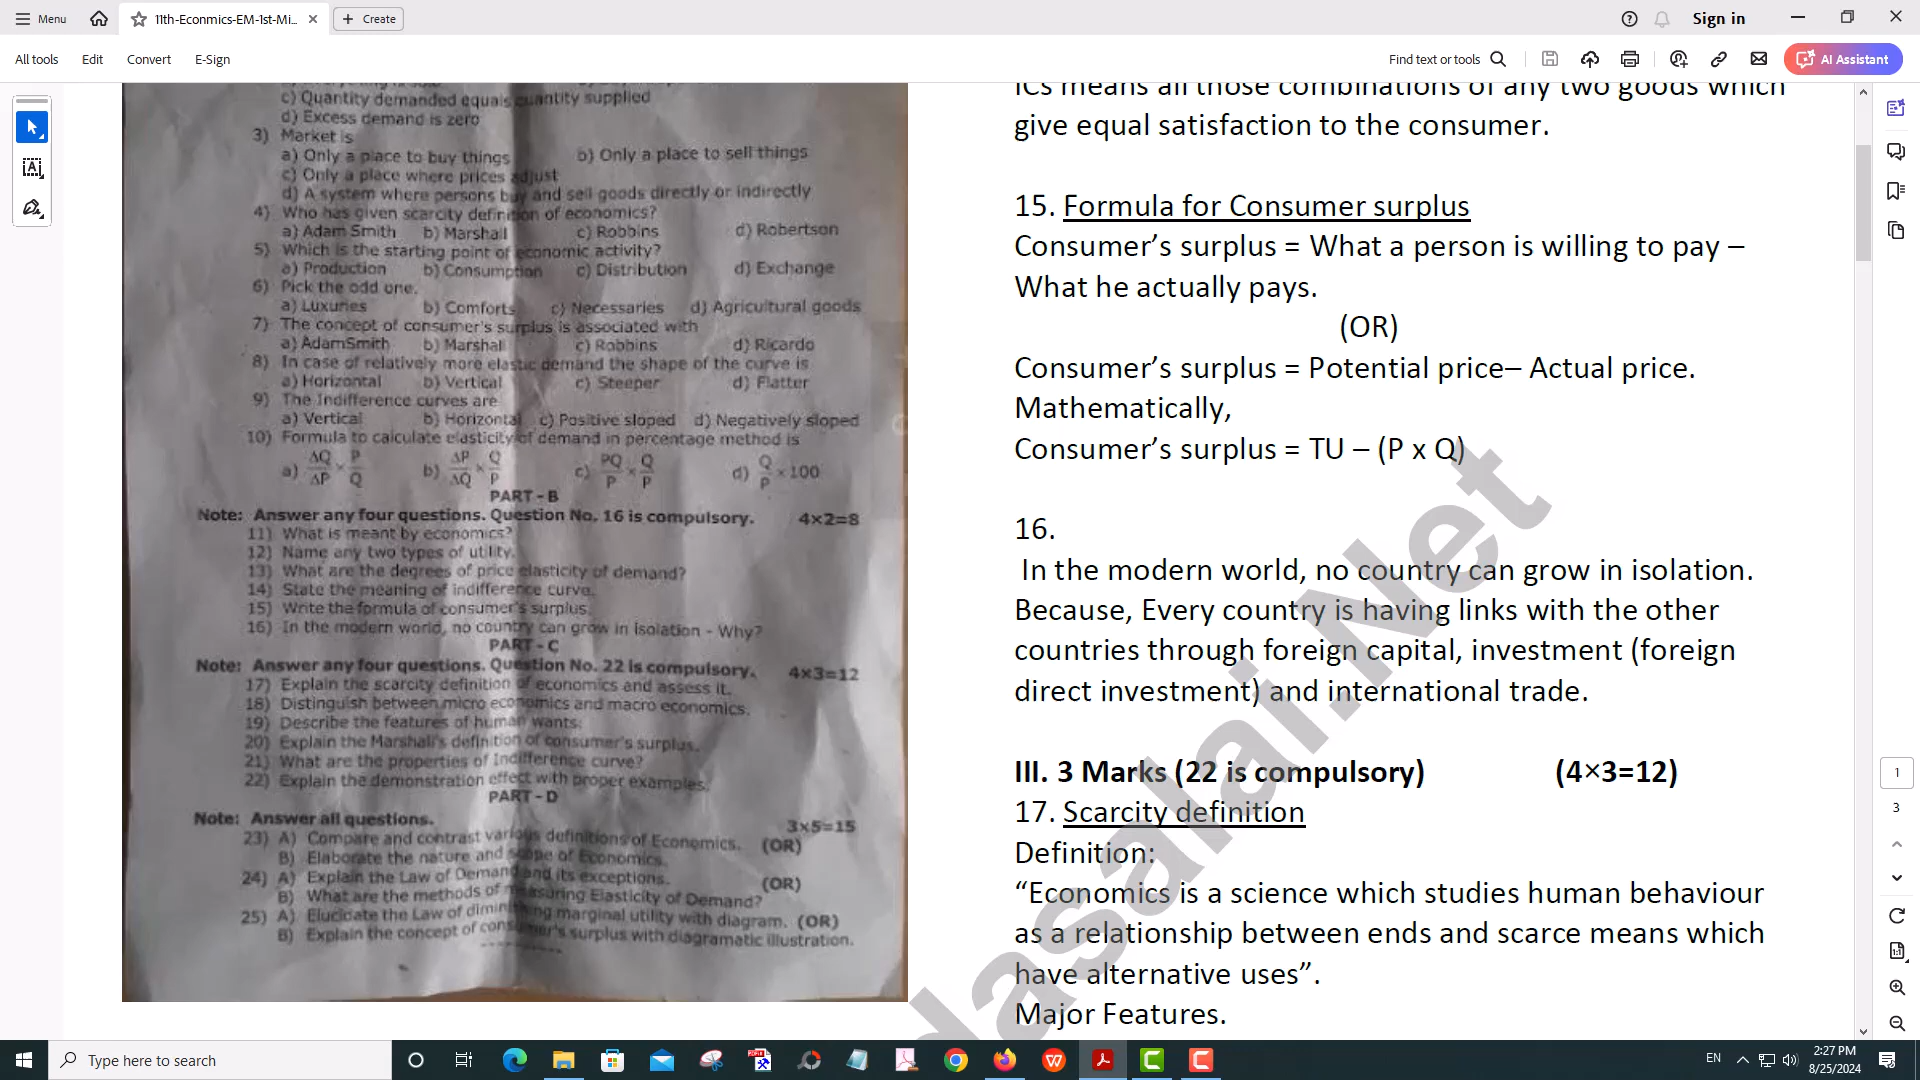 Menu
11th-Econmics-EM-1st-Mi...
Create
Sign in
All tools
Edit
Convert
E-Sign
Find text or tools
AI Assistant
c) Quantity demanded equals quantity supplied
d) Excess demand is zero
3) Market is
a) Only a place to buy things b) Only a place to sell things
c) Only a place where prices adjust
d) A system where persons buy and sell goods directly or indirectly
4) Who has given scarcity definition of economics?
a) Adam Smith b) Marshall c) Robbins d) Robertson
5) Which is the starting point of economic activity?
a) Production b) Consumption c) Distribution d) Exchange
6) Pick the odd one.
a) Luxuries b) Comforts c) Necessaries d) Agricultural goods
7) The concept of consumer's surplus is associated with
a) AdamSmith b) Marshal c) Robbins d) Ricardo
8) In case of relatively more elastic demand the shape of the curve is
a) Horizontal b) Vertical c) Steeper d) Flatter
9) The Indifference curves are
a) Vertical b) Horizontal c) Positive sloped d) Negatively sloped
10) Formula to calculate elasticity of demand in percentage method is
a) ΔQ/ΔP × P/Q b) ΔP/ΔQ × Q/P c) PQ/P × Q/P d) Q/P × 100
PART - B
Note: Answer any four questions. Question No. 16 is compulsory. 4×2=8
11) What is meant by economics?
12) Name any two types of utility.
13) What are the degrees of price elasticity of demand?
14) State the meaning of indifference curve.
15) Write the formula of consumer's surplus.
16) In the modern world, no country can grow in isolation - Why?
PART - C
Note: Answer any four questions. Question No. 22 is compulsory. 4×3=12
17) Explain the scarcity definition of economics and assess it.
18) Distinguish between micro economics and macro economics.
19) Describe the features of human wants.
20) Explain the Marshall's definition of consumer's surplus.
21) What are the properties of Indifference curve?
22) Explain the demonstration effect with proper examples.
PART - D
Note: Answer all questions. 3×5=15
23) A) Compare and contrast various definitions of Economics. (OR)
B) Elaborate the nature and scope of Economics.
24) A) Explain the Law of Demand and its exceptions. (OR)
B) What are the methods of measuring Elasticity of Demand?
25) A) Elucidate the Law of diminishing marginal utility with diagram. (OR)
B) Explain the concept of consumer's surplus with diagramatic illustration.
ICs means all those combinations of any two goods which
give equal satisfaction to the consumer.
15. Formula for Consumer surplus
Consumer’s surplus = What a person is willing to pay –
What he actually pays.
(OR)
Consumer’s surplus = Potential price– Actual price.
Mathematically,
Consumer’s surplus = TU – (P x Q)
16.
In the modern world, no country can grow in isolation.
Because, Every country is having links with the other
countries through foreign capital, investment (foreign
direct investment) and international trade.
III. 3 Marks (22 is compulsory) (4×3=12)
17. Scarcity definition
Definition:
“Economics is a science which studies human behaviour
as a relationship between ends and scarce means which
have alternative uses”.
Major Features.
dasalai.Net
1
3
Type here to search
EN
2:27 PM
8/25/2024